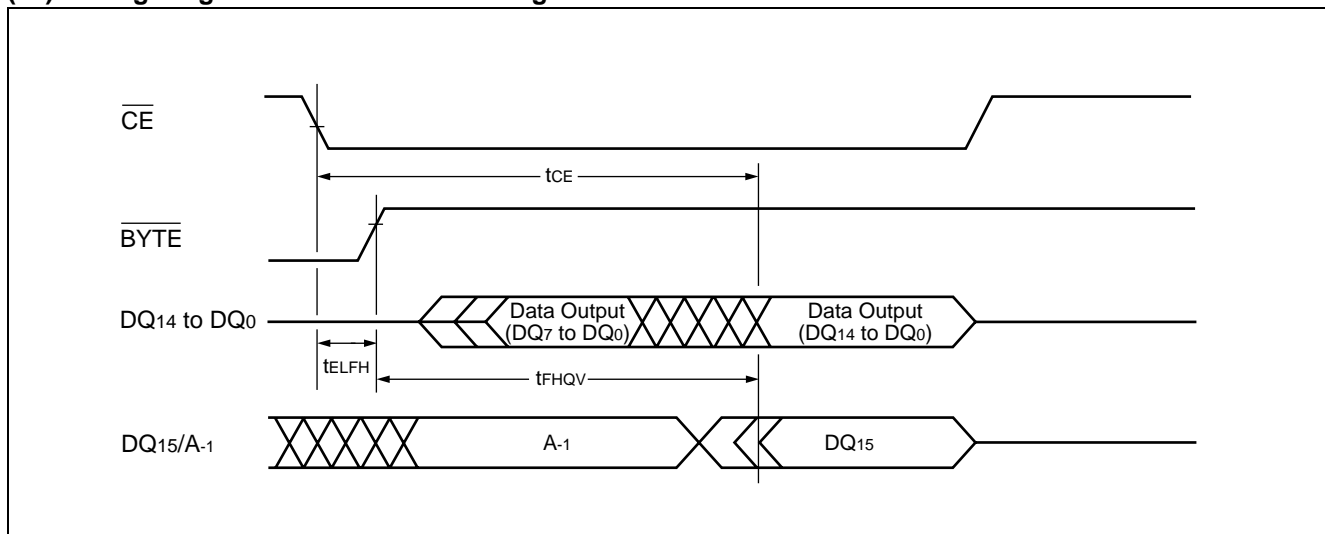 CE
tCE
BYTE
DQ14 to DQ0
Data Output
(DQ7 to DQ0)
Data Output
(DQ14 to DQ0)
tELFH
tFHQV
DQ15/A-1
A-1
DQ15